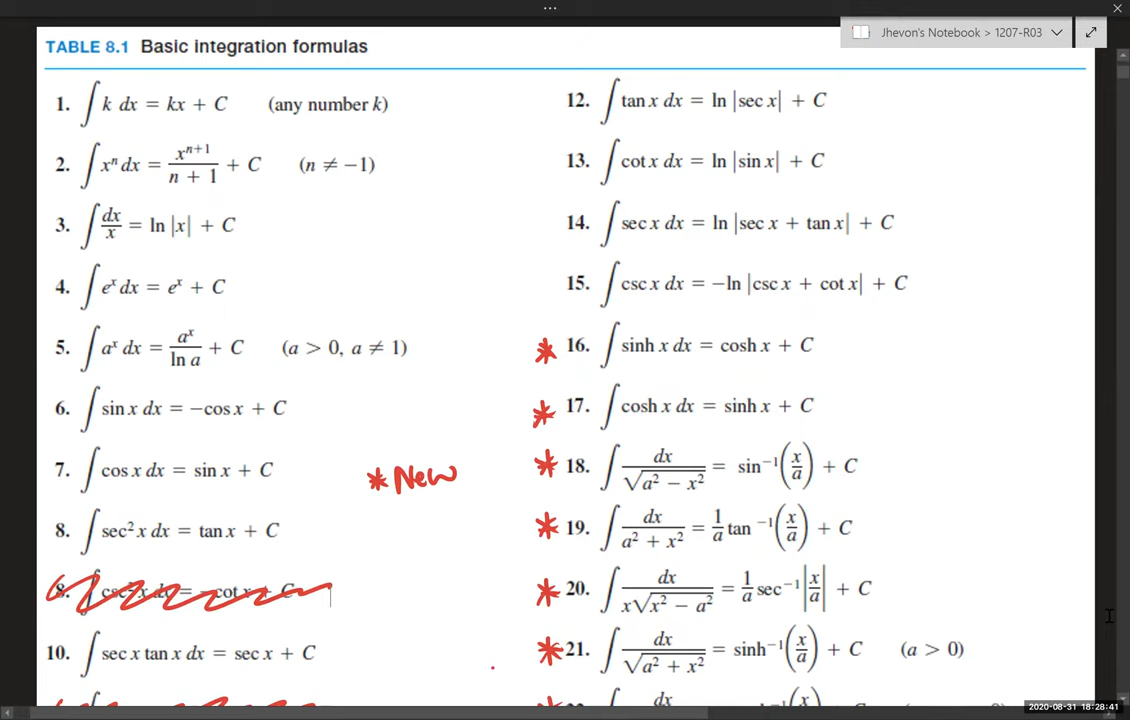 ...
Jhevon's Notebook > 1207-R03
TABLE 8.1 Basic integration formulas
1. ∫ k dx = kx + C (any number k)
2. ∫ xⁿ dx = xⁿ⁺¹/(n + 1) + C (n ≠ −1)
3. ∫ dx/x = ln |x| + C
4. ∫ eˣ dx = eˣ + C
5. ∫ aˣ dx = aˣ/ln a + C (a > 0, a ≠ 1)
6. ∫ sin x dx = −cos x + C
7. ∫ cos x dx = sin x + C
* New
8. ∫ sec² x dx = tan x + C
10. ∫ sec x tan x dx = sec x + C
12. ∫ tan x dx = ln |sec x| + C
13. ∫ cot x dx = ln |sin x| + C
14. ∫ sec x dx = ln |sec x + tan x| + C
15. ∫ csc x dx = −ln |csc x + cot x| + C
* 16. ∫ sinh x dx = cosh x + C
* 17. ∫ cosh x dx = sinh x + C
* 18. ∫ dx/√(a² − x²) = sin⁻¹(x/a) + C
* 19. ∫ dx/(a² + x²) = 1/a tan⁻¹(x/a) + C
* 20. ∫ dx/(x√(x² − a²)) = 1/a sec⁻¹|x/a| + C
* 21. ∫ dx/√(a² + x²) = sinh⁻¹(x/a) + C (a > 0)
2020-08-31 18:28:41